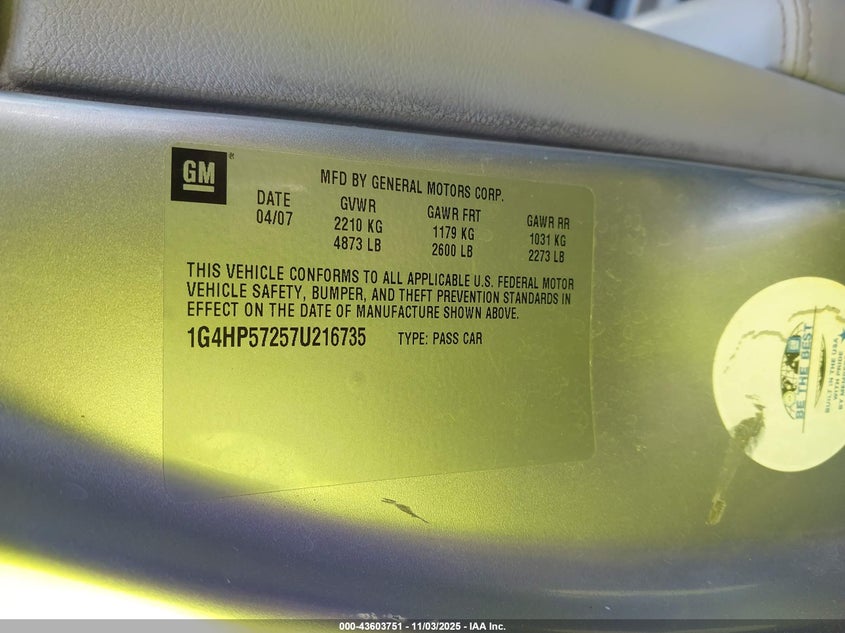 GM
MFD BY GENERAL MOTORS CORP.
DATE GVWR GAWR FRT GAWR RR
04/07 2210 KG 1179 KG 1031 KG
4873 LB 2600 LB 2273 LB
THIS VEHICLE CONFORMS TO ALL APPLICABLE U.S. FEDERAL MOTOR
VEHICLE SAFETY, BUMPER, AND THEFT PREVENTION STANDARDS IN
EFFECT ON THE DATE OF MANUFACTURE SHOWN ABOVE.
1G4HP57257U216735 TYPE: PASS CAR
BE THE BEST
BUILT IN THE USA
WITH PRIDE
000-43603751 - 11/03/2025 - IAA Inc.